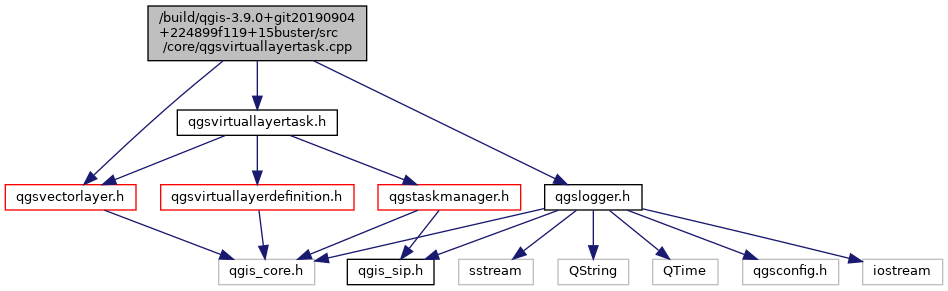 /build/qgis-3.9.0+git20190904
+224899f119+15buster/src
/core/qgsvirtuallayertask.cpp
qgsvirtuallayertask.h
qgsvectorlayer.h
qgsvirtuallayerdefinition.h
qgstaskmanager.h
qgslogger.h
qgis_core.h
qgis_sip.h
sstream
QString
QTime
qgsconfig.h
iostream